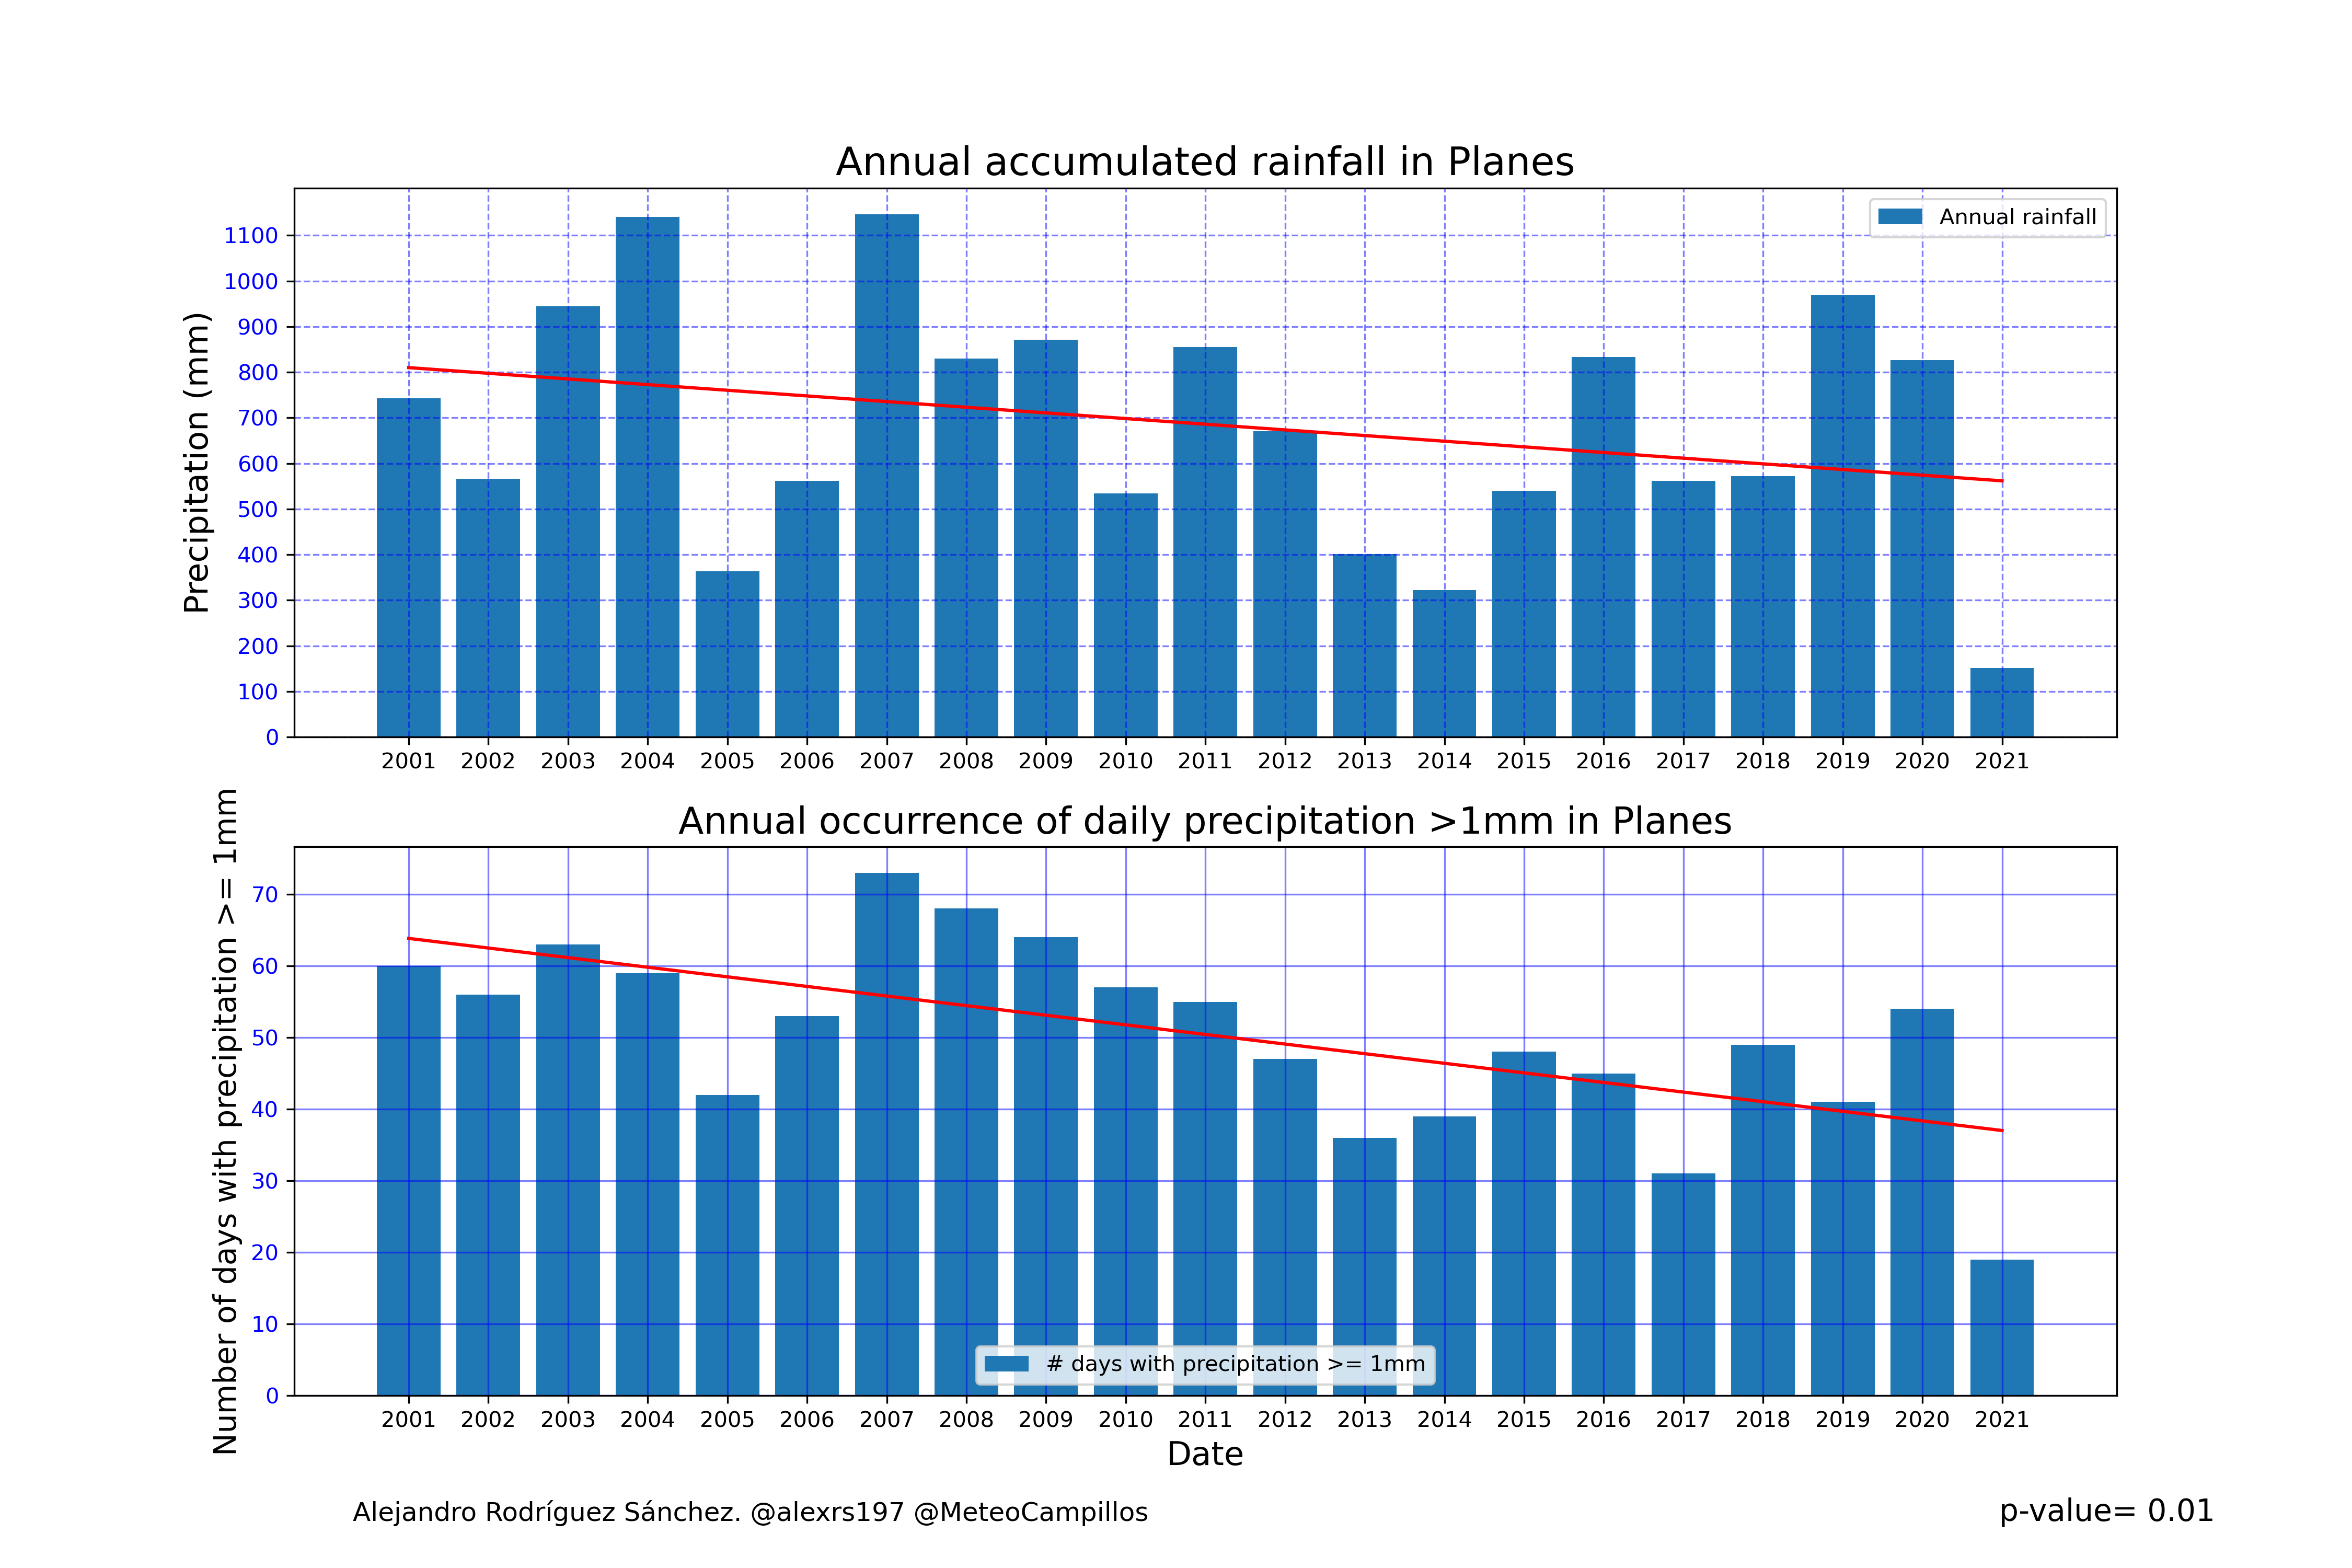 Annual accumulated rainfall in Planes
Precipitation (mm)
1100
1000
900
800
700
600
500
400
300
200
100
0
Annual rainfall
2001 2002 2003 2004 2005 2006 2007 2008 2009 2010 2011 2012 2013 2014 2015 2016 2017 2018 2019 2020 2021
Annual occurrence of daily precipitation >1mm in Planes
Number of days with precipitation >= 1mm
70
60
50
40
30
20
10
0
# days with precipitation >= 1mm
2001 2002 2003 2004 2005 2006 2007 2008 2009 2010 2011 2012 2013 2014 2015 2016 2017 2018 2019 2020 2021
Date
Alejandro Rodríguez Sánchez. @alexrs197 @MeteoCampillos
p-value= 0.01